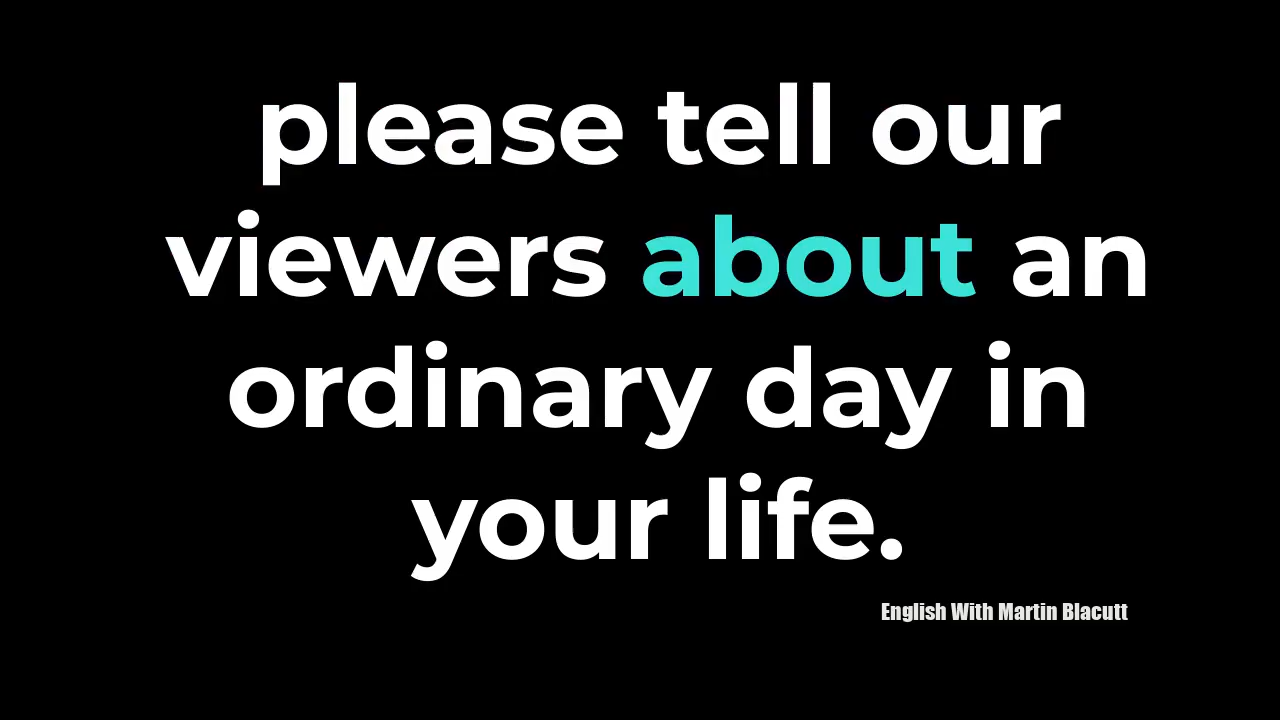 please tell our
viewers about an
ordinary day in
your life.
English With Martin Blacutt